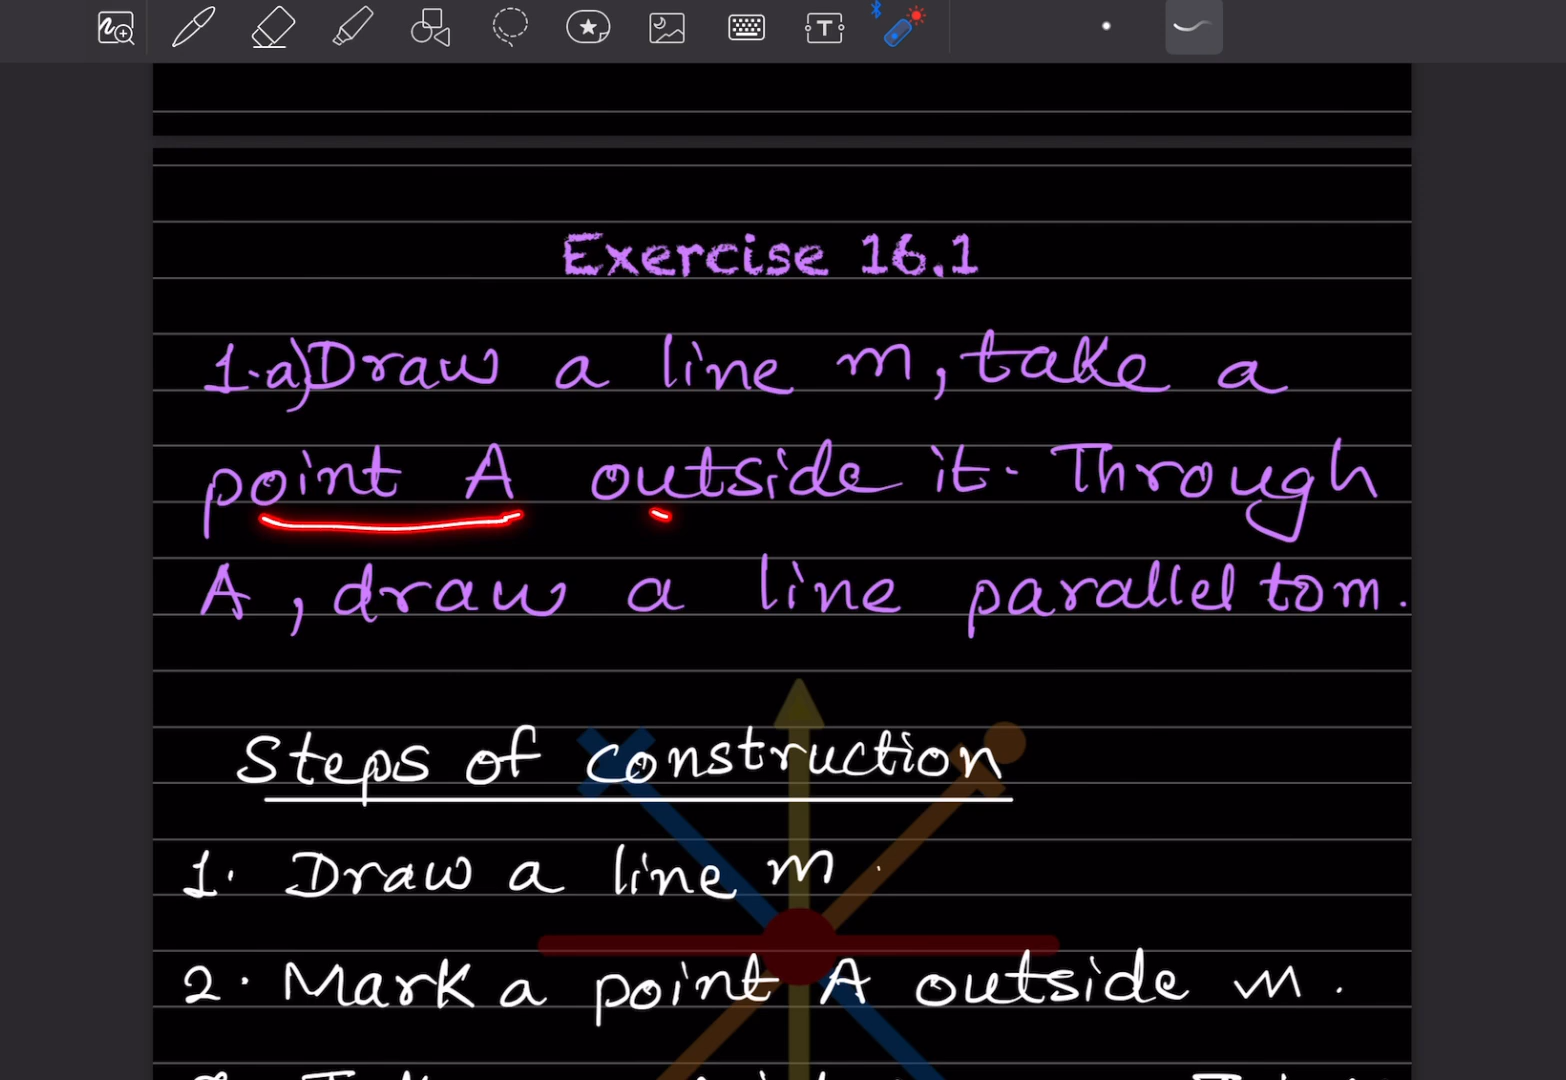 Exercise 16.1
1.a) Draw a line m, take a
point A outside it. Through
A, draw a line parallel to m.
Steps of construction
1. Draw a line m.
2. Mark a point A outside m.